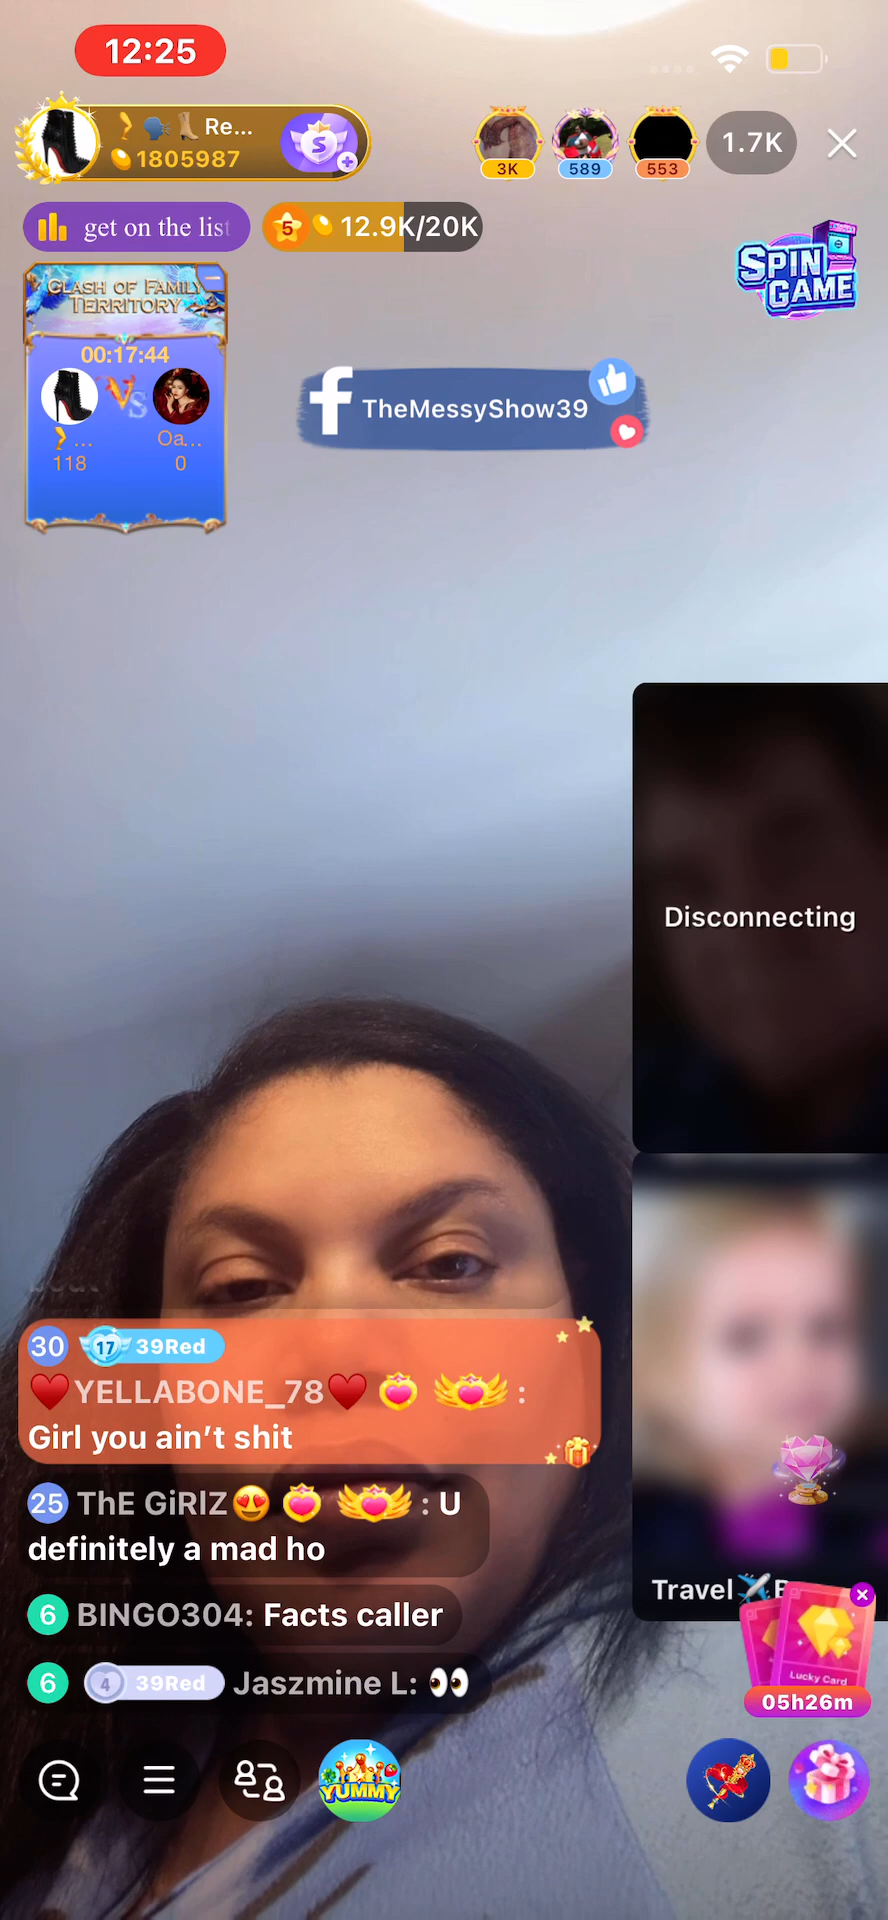 12:25
Re...
1805987
S
3K
589
553
1.7K
get on the list
5
12.9K/20K
SPIN
GAME
CLASH OF FAMILY
TERRITORY
00:17:44
VS
...
Oa...
118
0
TheMessyShow39
Disconnecting
30 17 39Red
YELLABONE_78 :
Girl you ain't shit
25 ThE GiRlZ😍 : U
definitely a mad ho
6 BINGO304: Facts caller
6 4 39Red Jaszmine L: 👀
Travel✈️
Lucky Card
05h26m
YUMMY